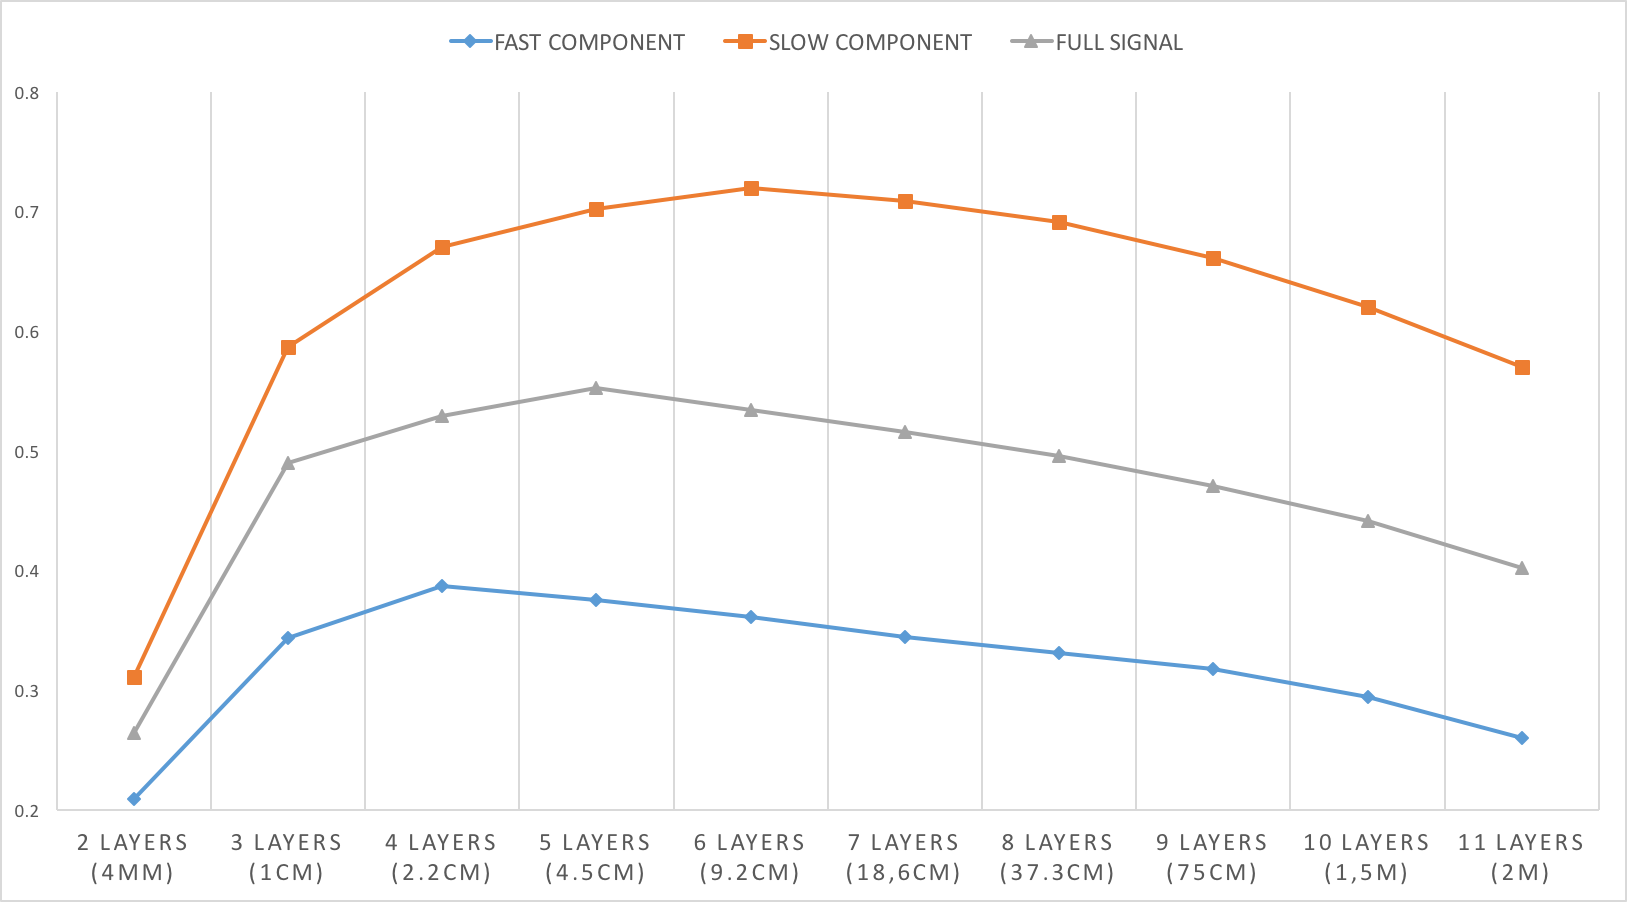 FAST COMPONENT SLOW COMPONENT FULL SIGNAL
0.8
0.7
0.6
0.5
0.4
0.3
0.2
2 LAYERS 3 LAYERS 4 LAYERS 5 LAYERS 6 LAYERS 7 LAYERS 8 LAYERS 9 LAYERS 10 LAYERS 11 LAYERS
(4MM) (1CM) (2.2CM) (4.5CM) (9.2CM) (18,6CM) (37.3CM) (75CM) (1,5M) (2M)